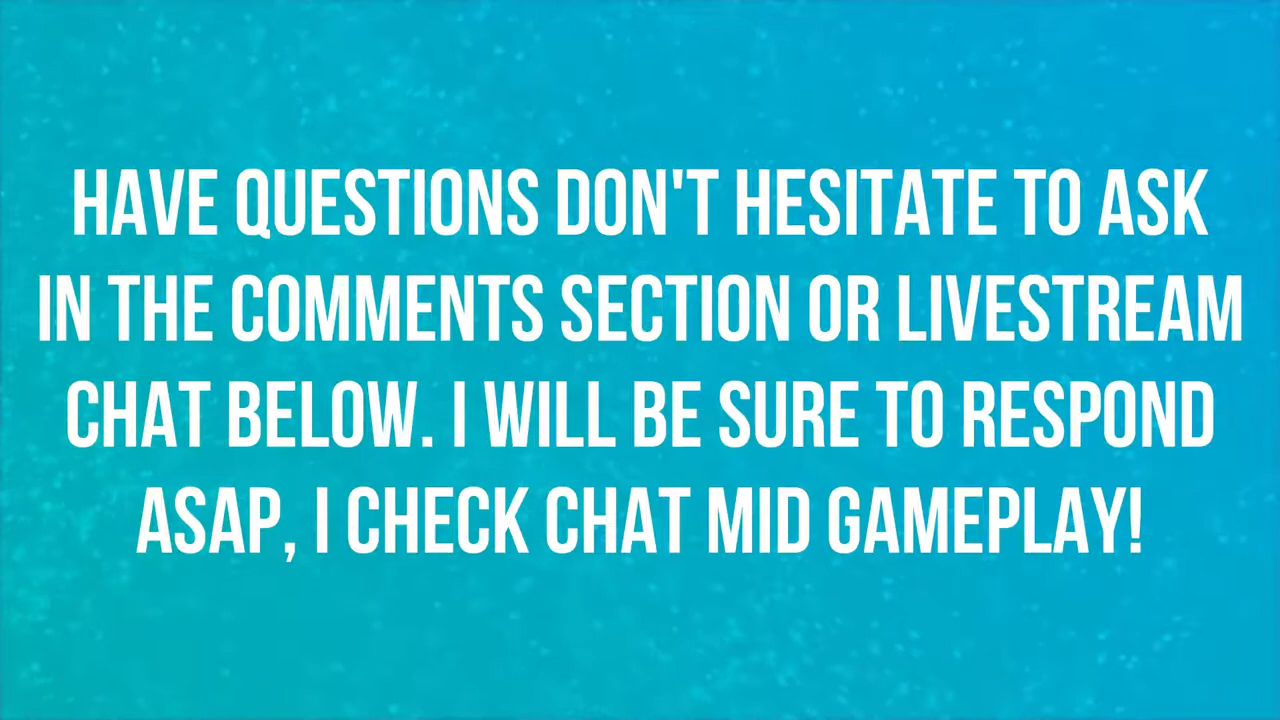 HAVE QUESTIONS DON'T HESITATE TO ASK
IN THE COMMENTS SECTION OR LIVESTREAM
CHAT BELOW. I WILL BE SURE TO RESPOND
ASAP, I CHECK CHAT MID GAMEPLAY!